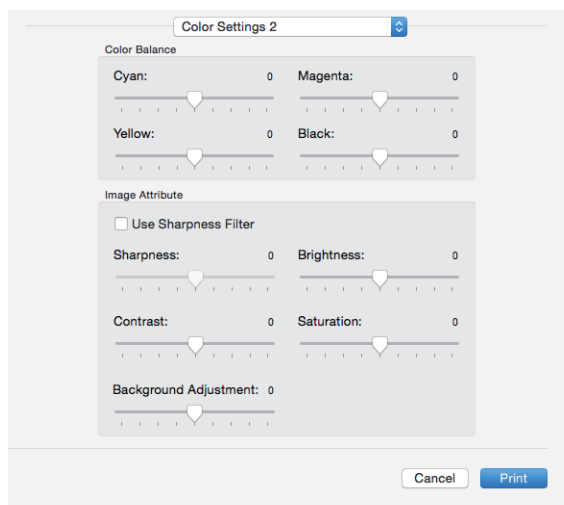 Color Settings 2
Color Balance
Cyan: 0 Magenta: 0
Yellow: 0 Black: 0
Image Attribute
Use Sharpness Filter
Sharpness: 0 Brightness: 0
Contrast: 0 Saturation: 0
Background Adjustment: 0
Cancel Print